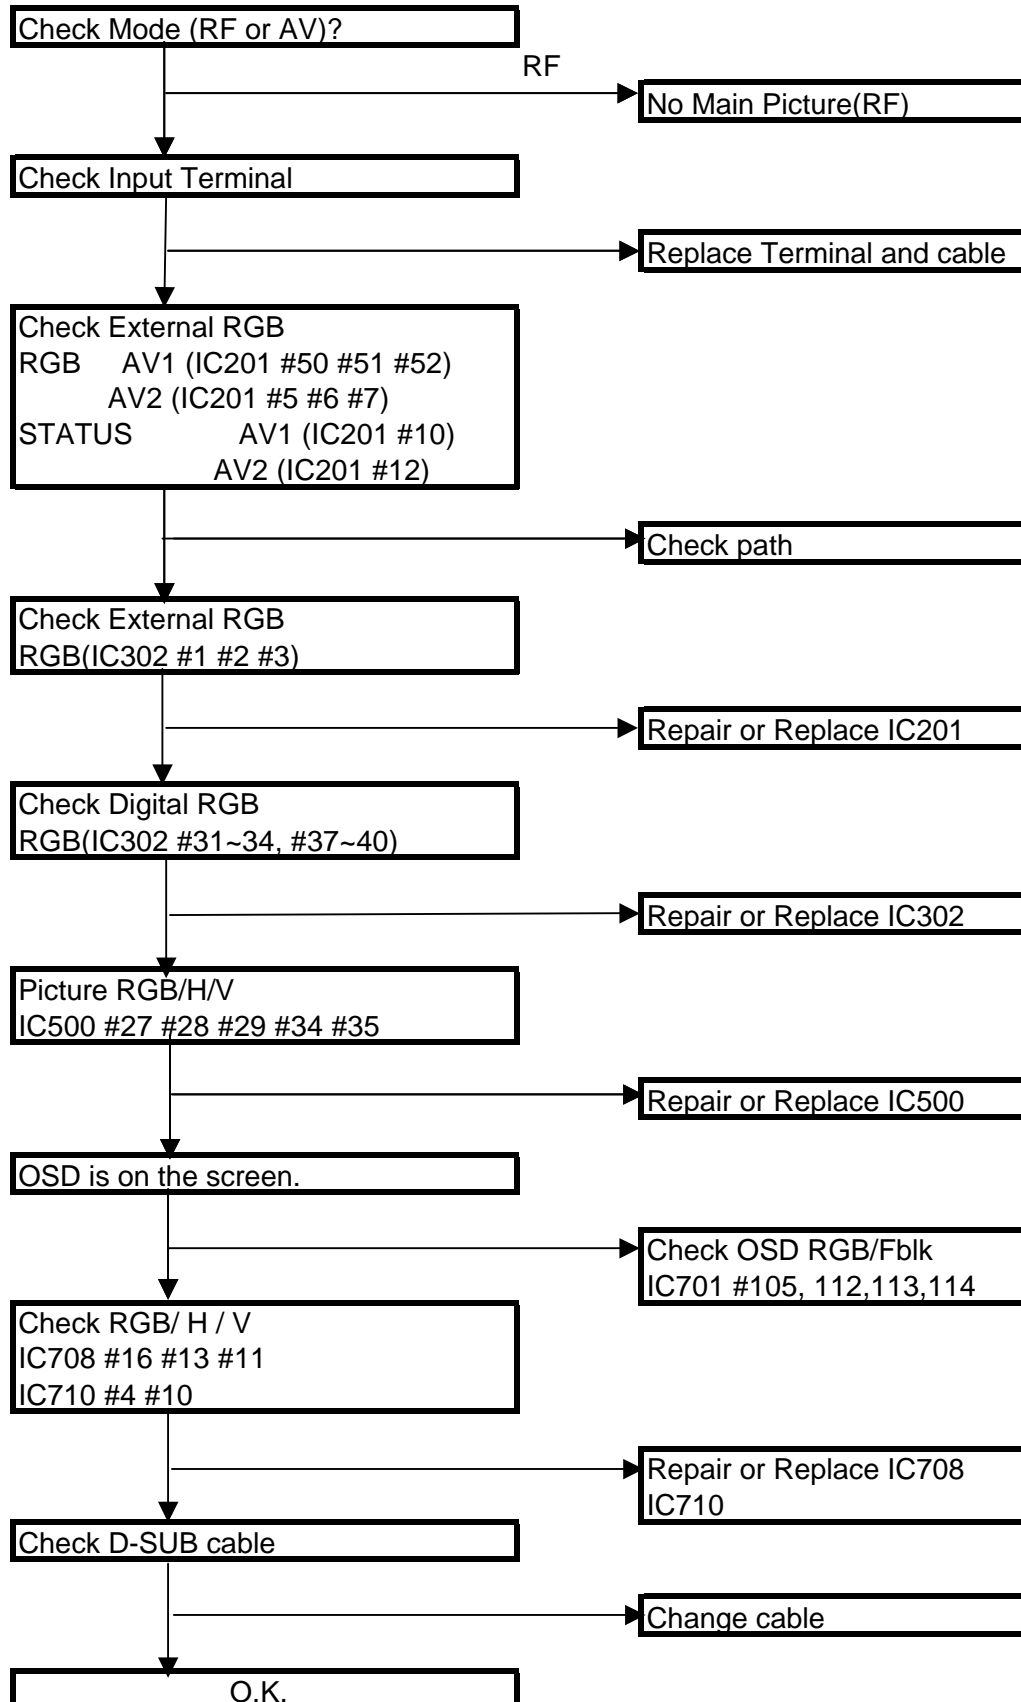 Check Mode (RF or AV)?
RF
No Main Picture(RF)
Check Input Terminal
Replace Terminal and cable
Check External RGB
RGB AV1 (IC201 #50 #51 #52)
AV2 (IC201 #5 #6 #7)
STATUS AV1 (IC201 #10)
AV2 (IC201 #12)
Check path
Check External RGB
RGB(IC302 #1 #2 #3)
Repair or Replace IC201
Check Digital RGB
RGB(IC302 #31~34, #37~40)
Repair or Replace IC302
Picture RGB/H/V
IC500 #27 #28 #29 #34 #35
Repair or Replace IC500
OSD is on the screen.
Check OSD RGB/Fblk
IC701 #105, 112,113,114
Check RGB/ H / V
IC708 #16 #13 #11
IC710 #4 #10
Repair or Replace IC708
IC710
Check D-SUB cable
Change cable
O.K.